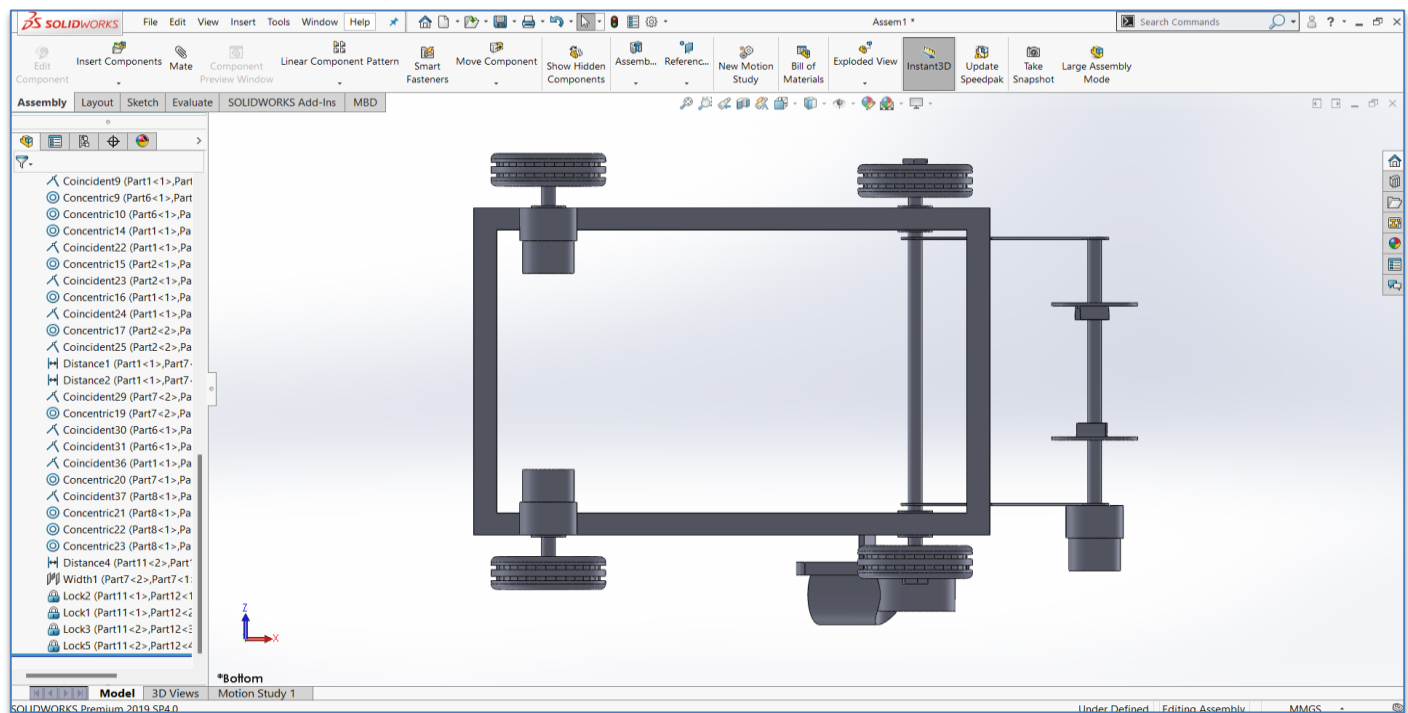 SOLIDWORKS File Edit View Insert Tools Window Help Assem1 * Search Commands ?
Edit Component
Insert Components
Mate
Component Preview Window
Linear Component Pattern
Smart Fasteners
Move Component
Show Hidden Components
Assemb...
Referenc...
New Motion Study
Bill of Materials
Exploded View
Instant3D
Update Speedpak
Take Snapshot
Large Assembly Mode
Assembly Layout Sketch Evaluate SOLIDWORKS Add-Ins MBD
Coincident9 (Part1<1>,Part
Concentric9 (Part6<1>,Part
Concentric10 (Part6<1>,Pa
Concentric14 (Part1<1>,Pa
Coincident22 (Part1<1>,Pa
Concentric15 (Part2<1>,Pa
Coincident23 (Part2<1>,Pa
Concentric16 (Part1<1>,Pa
Coincident24 (Part1<1>,Pa
Concentric17 (Part2<2>,Pa
Coincident25 (Part2<2>,Pa
Distance1 (Part1<1>,Part7
Distance2 (Part1<1>,Part7
Coincident29 (Part7<2>,Pa
Concentric19 (Part7<2>,Pa
Coincident30 (Part6<1>,Pa
Coincident31 (Part6<1>,Pa
Coincident36 (Part1<1>,Pa
Concentric20 (Part7<1>,Pa
Coincident37 (Part8<1>,Pa
Concentric21 (Part8<1>,Pa
Concentric22 (Part8<1>,Pa
Concentric23 (Part8<1>,Pa
Distance4 (Part11<2>,Part
Width1 (Part7<2>,Part7<1
Lock2 (Part11<1>,Part12<1
Lock1 (Part11<1>,Part12<2
Lock3 (Part11<2>,Part12<3
Lock5 (Part11<2>,Part12<4
Z
X
*Bottom
Model 3D Views Motion Study 1
SOLIDWORKS Premium 2019 SP4.0 Under Defined Editing Assembly MMGS